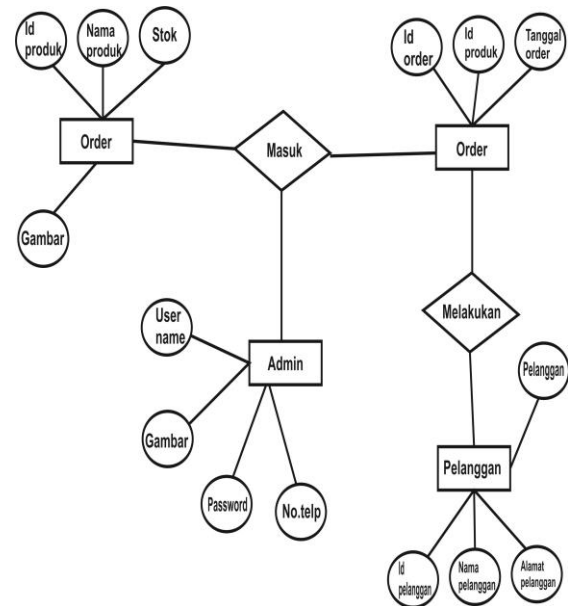 Id
produk
Nama
produk
Stok
Id
order
Id
produk
Tanggal
order
Order
Masuk
Order
Gambar
Melakukan
User
name
Admin
Pelanggan
Gambar
Pelanggan
Password
No.telp
Id
pelanggan
Nama
pelanggan
Alamat
pelanggan